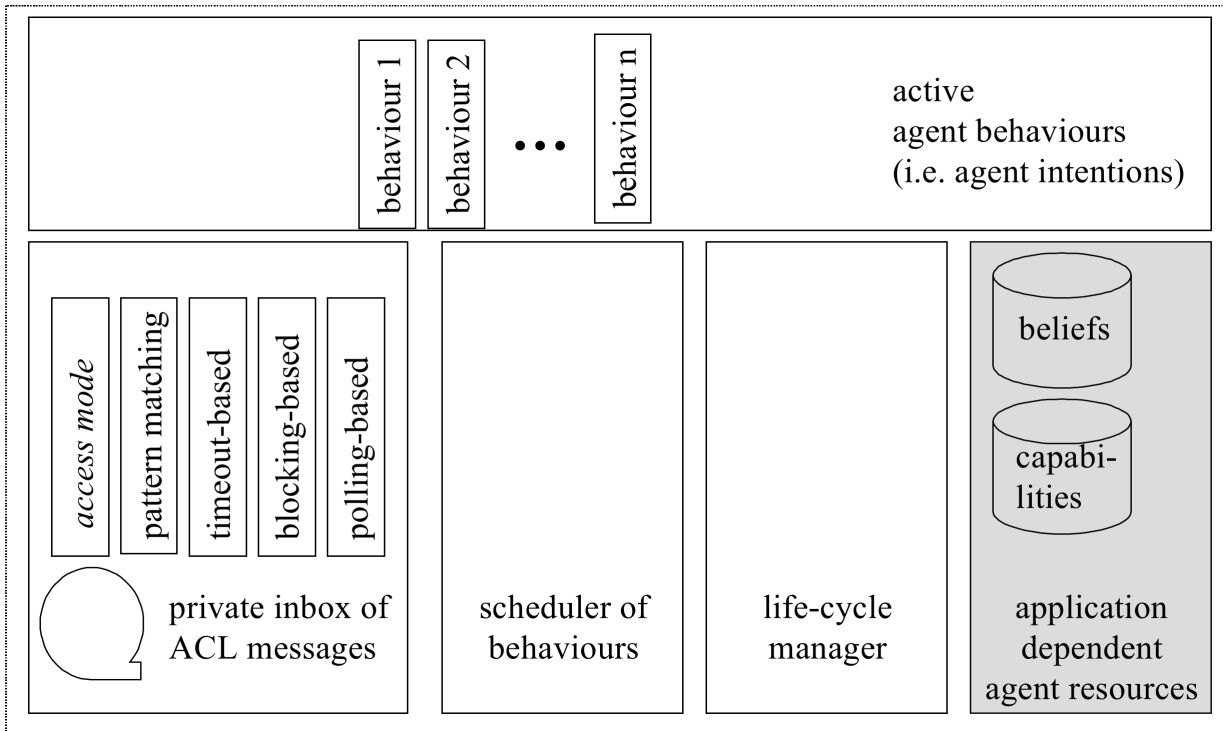 behaviour 1
behaviour 2
•••
behaviour n
active
agent behaviours
(i.e. agent intentions)
access mode
pattern matching
timeout-based
blocking-based
polling-based
private inbox of
ACL messages
scheduler of
behaviours
life-cycle
manager
beliefs
capabi-
lities
application
dependent
agent resources